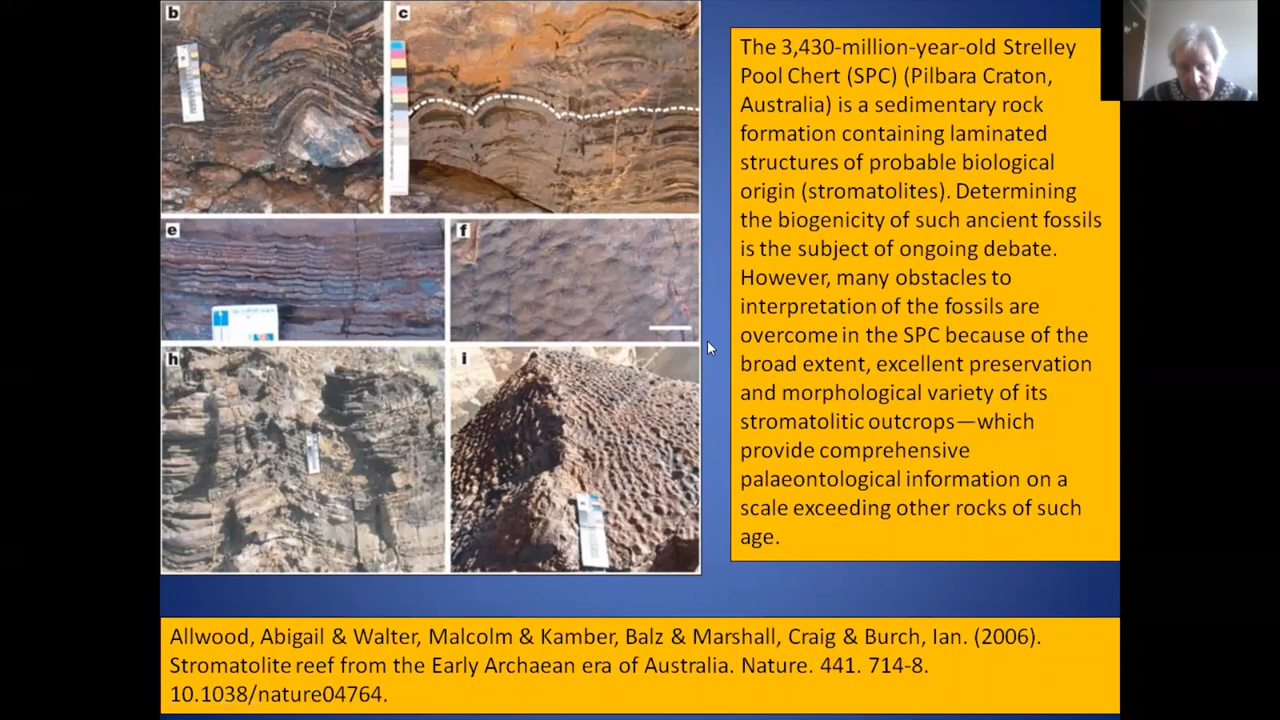 b
c
e
f
h
i
The 3,430-million-year-old Strelley
Pool Chert (SPC) (Pilbara Craton,
Australia) is a sedimentary rock
formation containing laminated
structures of probable biological
origin (stromatolites). Determining
the biogenicity of such ancient fossils
is the subject of ongoing debate.
However, many obstacles to
interpretation of the fossils are
overcome in the SPC because of the
broad extent, excellent preservation
and morphological variety of its
stromatolitic outcrops—which
provide comprehensive
palaeontological information on a
scale exceeding other rocks of such
age.
Allwood, Abigail & Walter, Malcolm & Kamber, Balz & Marshall, Craig & Burch, Ian. (2006).
Stromatolite reef from the Early Archaean era of Australia. Nature. 441. 714-8.
10.1038/nature04764.